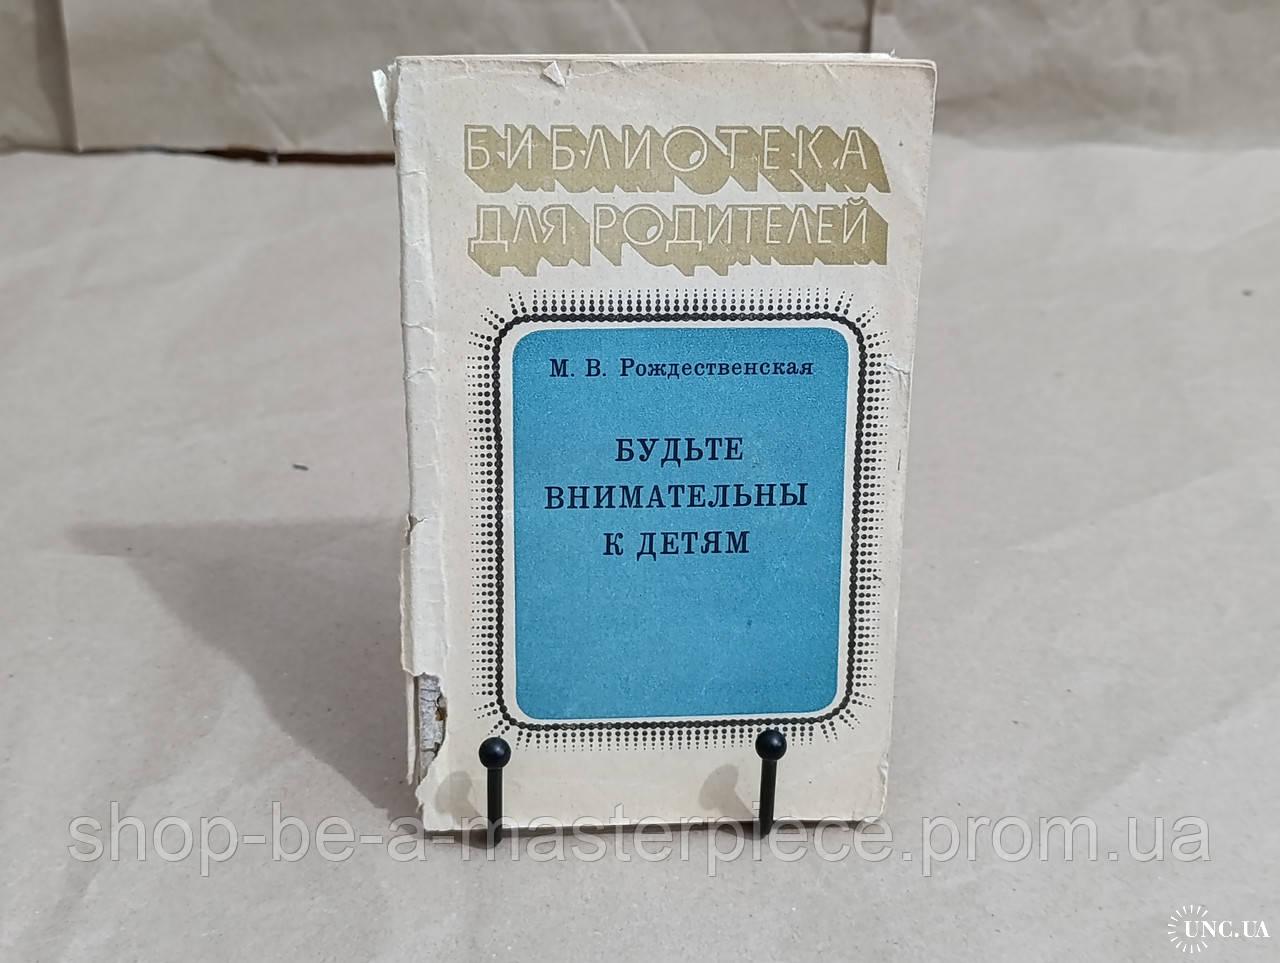 БИБЛИОТЕКА
ДЛЯ РОДИТЕЛЕЙ
М. В. Рождественская
БУДЬТЕ
ВНИМАТЕЛЬНЫ
К ДЕТЯМ
shop-be-a-masterpiece.prom.ua
UNC.UA